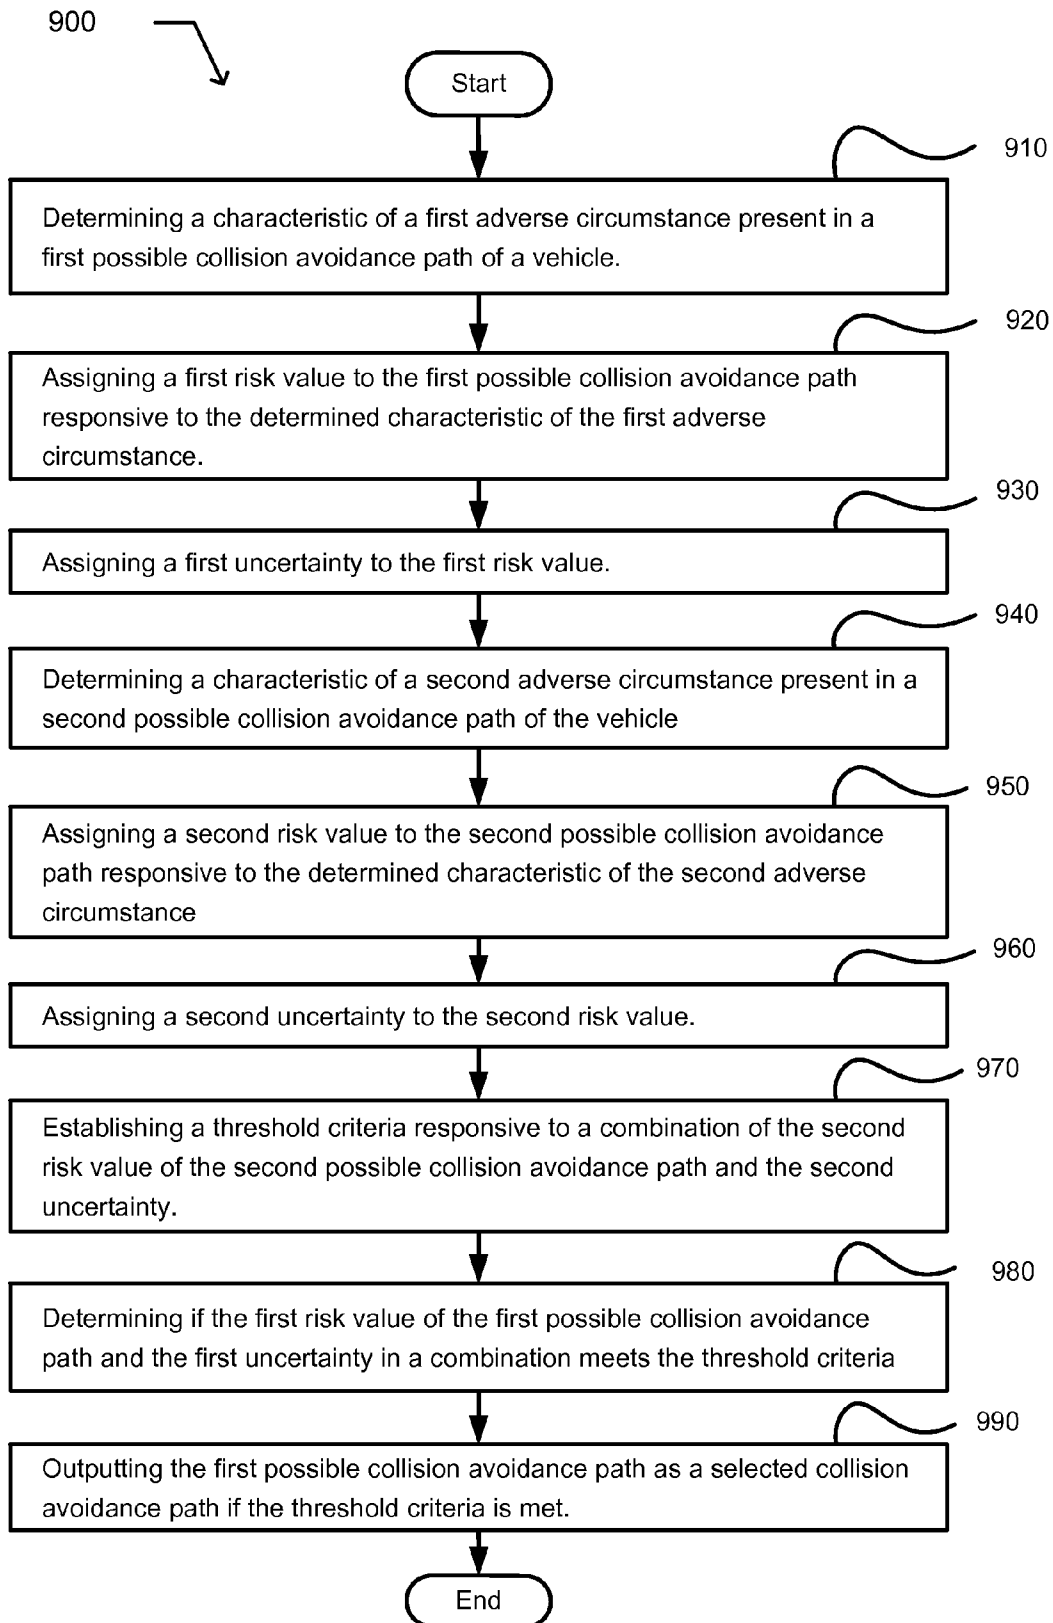 900
Start
910
Determining a characteristic of a first adverse circumstance present in a
first possible collision avoidance path of a vehicle.
920
Assigning a first risk value to the first possible collision avoidance path
responsive to the determined characteristic of the first adverse
circumstance.
930
Assigning a first uncertainty to the first risk value.
940
Determining a characteristic of a second adverse circumstance present in a
second possible collision avoidance path of the vehicle
950
Assigning a second risk value to the second possible collision avoidance
path responsive to the determined characteristic of the second adverse
circumstance
960
Assigning a second uncertainty to the second risk value.
970
Establishing a threshold criteria responsive to a combination of the second
risk value of the second possible collision avoidance path and the second
uncertainty.
980
Determining if the first risk value of the first possible collision avoidance
path and the first uncertainty in a combination meets the threshold criteria
990
Outputting the first possible collision avoidance path as a selected collision
avoidance path if the threshold criteria is met.
End